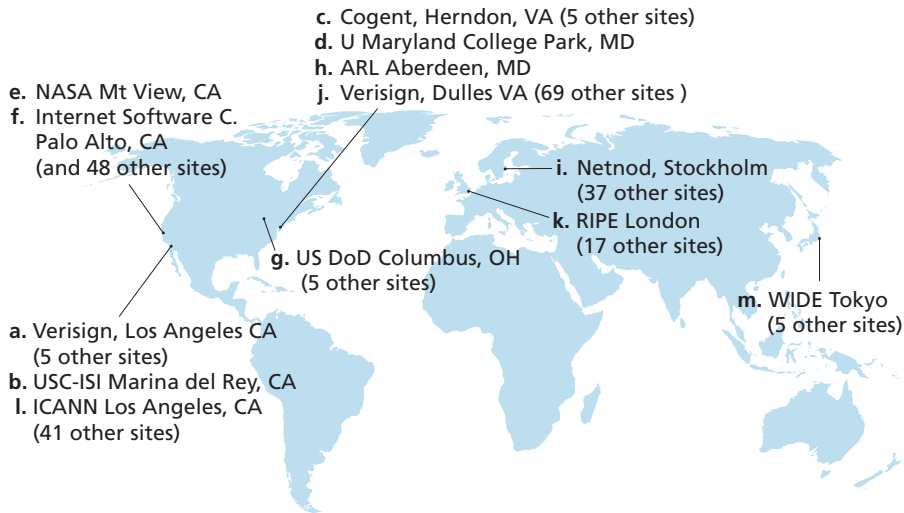 c. Cogent, Herndon, VA (5 other sites)
d. U Maryland College Park, MD
h. ARL Aberdeen, MD
j. Verisign, Dulles VA (69 other sites )
e. NASA Mt View, CA
f. Internet Software C.
Palo Alto, CA
(and 48 other sites)
i. Netnod, Stockholm
(37 other sites)
k. RIPE London
(17 other sites)
g. US DoD Columbus, OH
(5 other sites)
m. WIDE Tokyo
(5 other sites)
a. Verisign, Los Angeles CA
(5 other sites)
b. USC-ISI Marina del Rey, CA
l. ICANN Los Angeles, CA
(41 other sites)